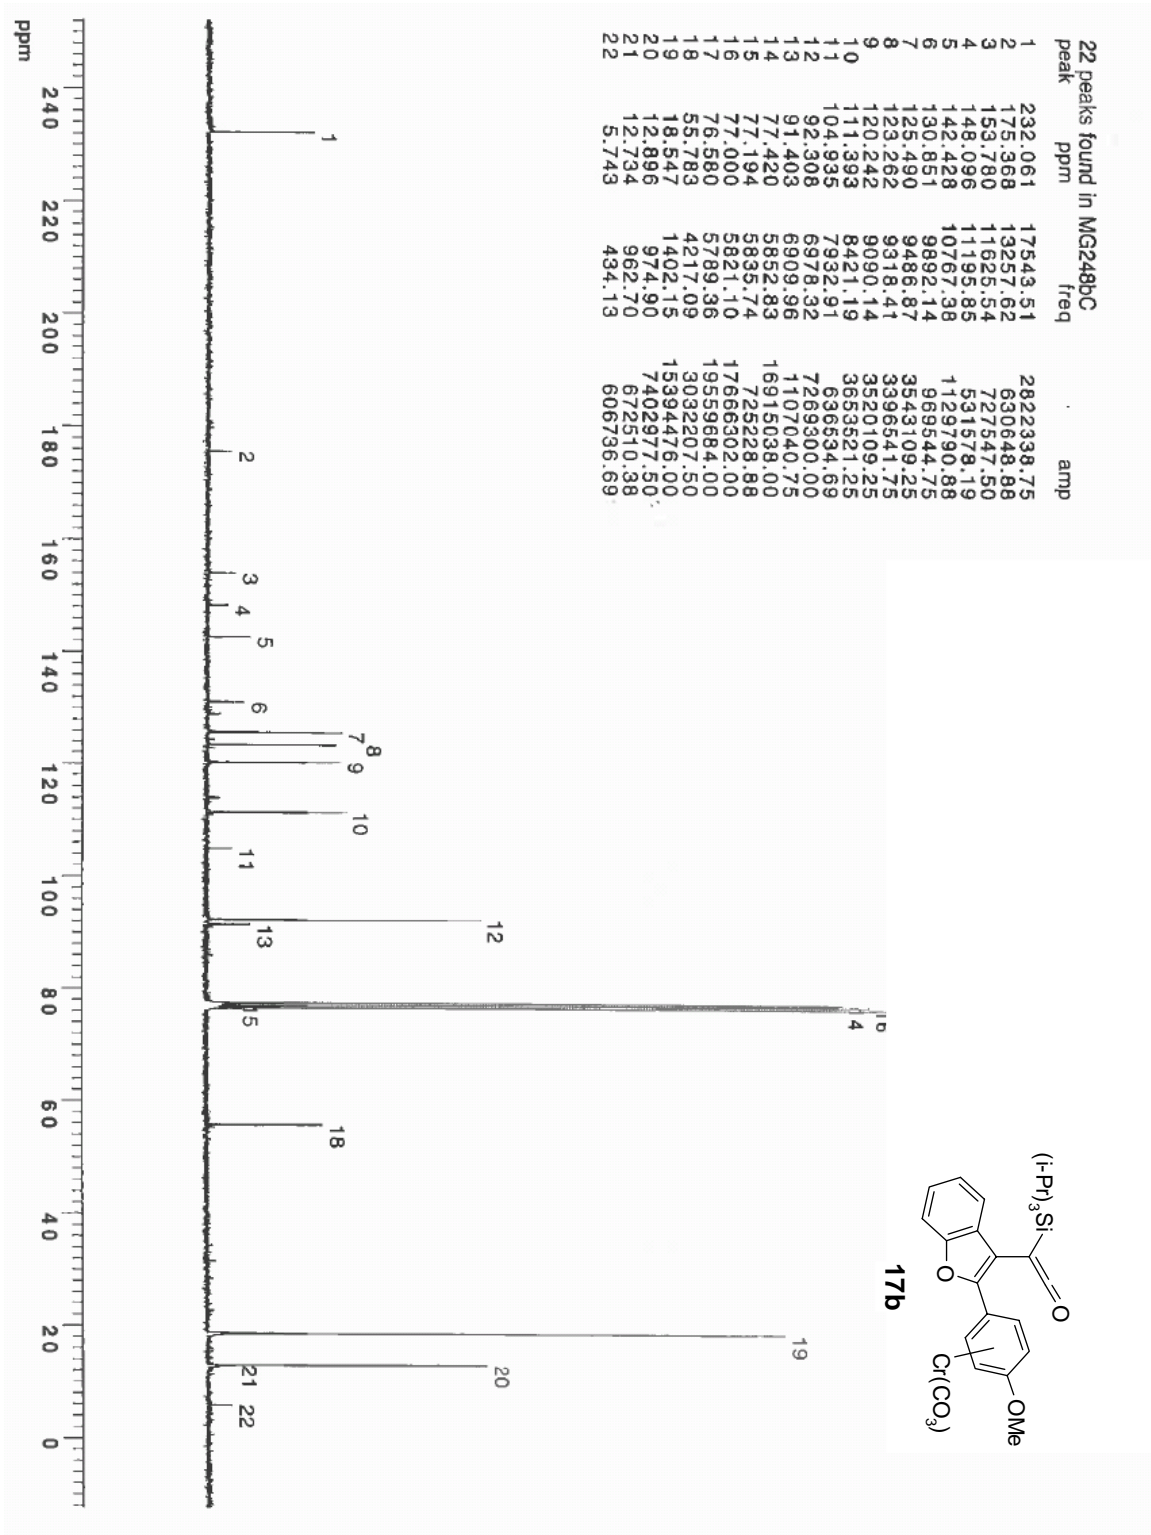 22 peaks found in MG248bC
peak ppm freq amp
1 232.061 17543.51 2822338.75
2 175.368 13257.62 630648.88
3 153.780 11625.54 727547.50
4 148.096 11195.85 531578.19
5 142.428 10767.38 1129790.88
6 130.851 9892.14 969544.75
7 125.490 9486.87 3543109.25
8 123.262 9318.41 3396541.75
9 120.242 9090.14 3520109.25
10 111.393 8421.19 3653521.25
11 104.935 7932.91 636534.69
12 92.308 6978.32 7269300.00
13 91.403 6909.96 1107040.75
14 77.420 5852.83 16915038.00
15 77.194 5835.74 725228.88
16 77.000 5821.10 17666302.00
17 76.580 5789.36 19559684.00
18 55.783 4217.09 3032207.50
19 18.547 1402.15 15394476.00
20 12.896 974.90 7402977.50
21 12.734 962.70 672510.38
22 5.743 434.13 606736.69
(i-Pr)3Si
O
O
OMe
Cr(CO3)
17b
1
2
3
4
5
6
7
8
9
10
11
12
13
15
4
16
18
19
20
21
22
ppm 240 220 200 180 160 140 120 100 80 60 40 20 0